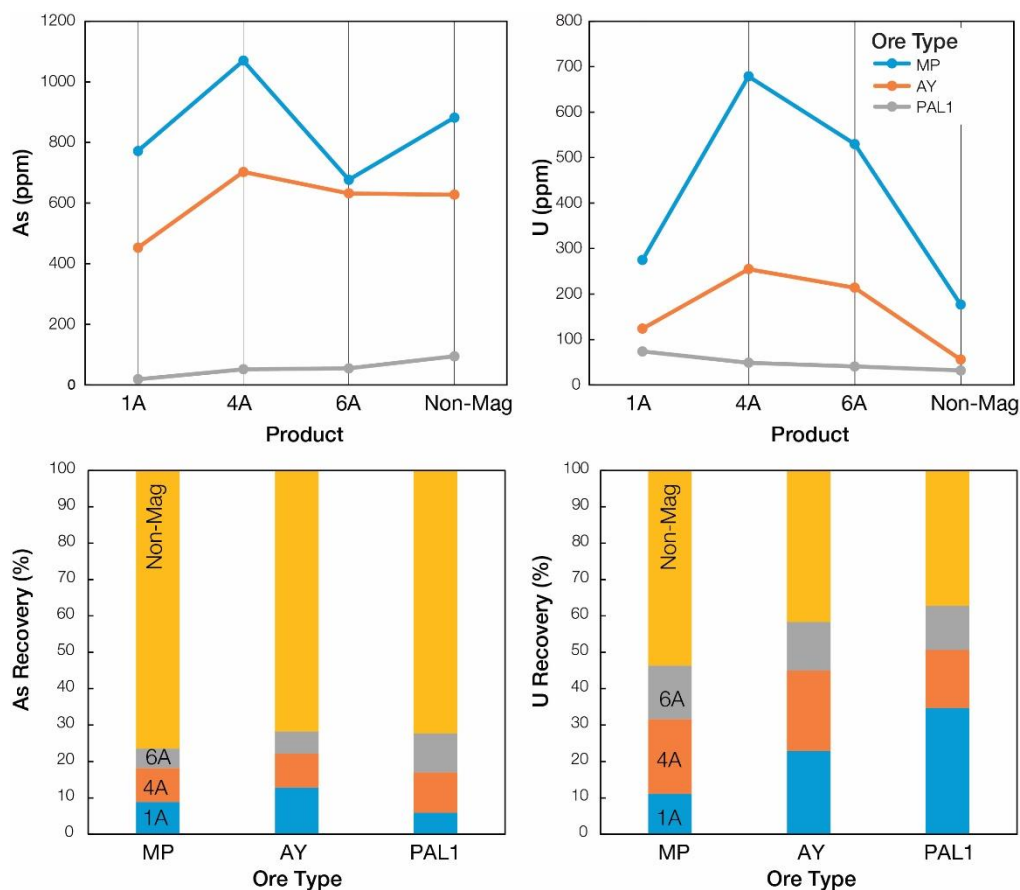 As (ppm)
1200
1000
800
600
400
200
0
1A 4A 6A Non-Mag
Product
U (ppm)
800
700
600
500
400
300
200
100
0
Ore Type
MP
AY
PAL1
1A 4A 6A Non-Mag
Product
As Recovery (%)
100
90
80
70
60
50
40
30
20
10
0
Non-Mag
6A
4A
1A
MP AY PAL1
Ore Type
U Recovery (%)
100
90
80
70
60
50
40
30
20
10
0
Non-Mag
6A
4A
1A
MP AY PAL1
Ore Type